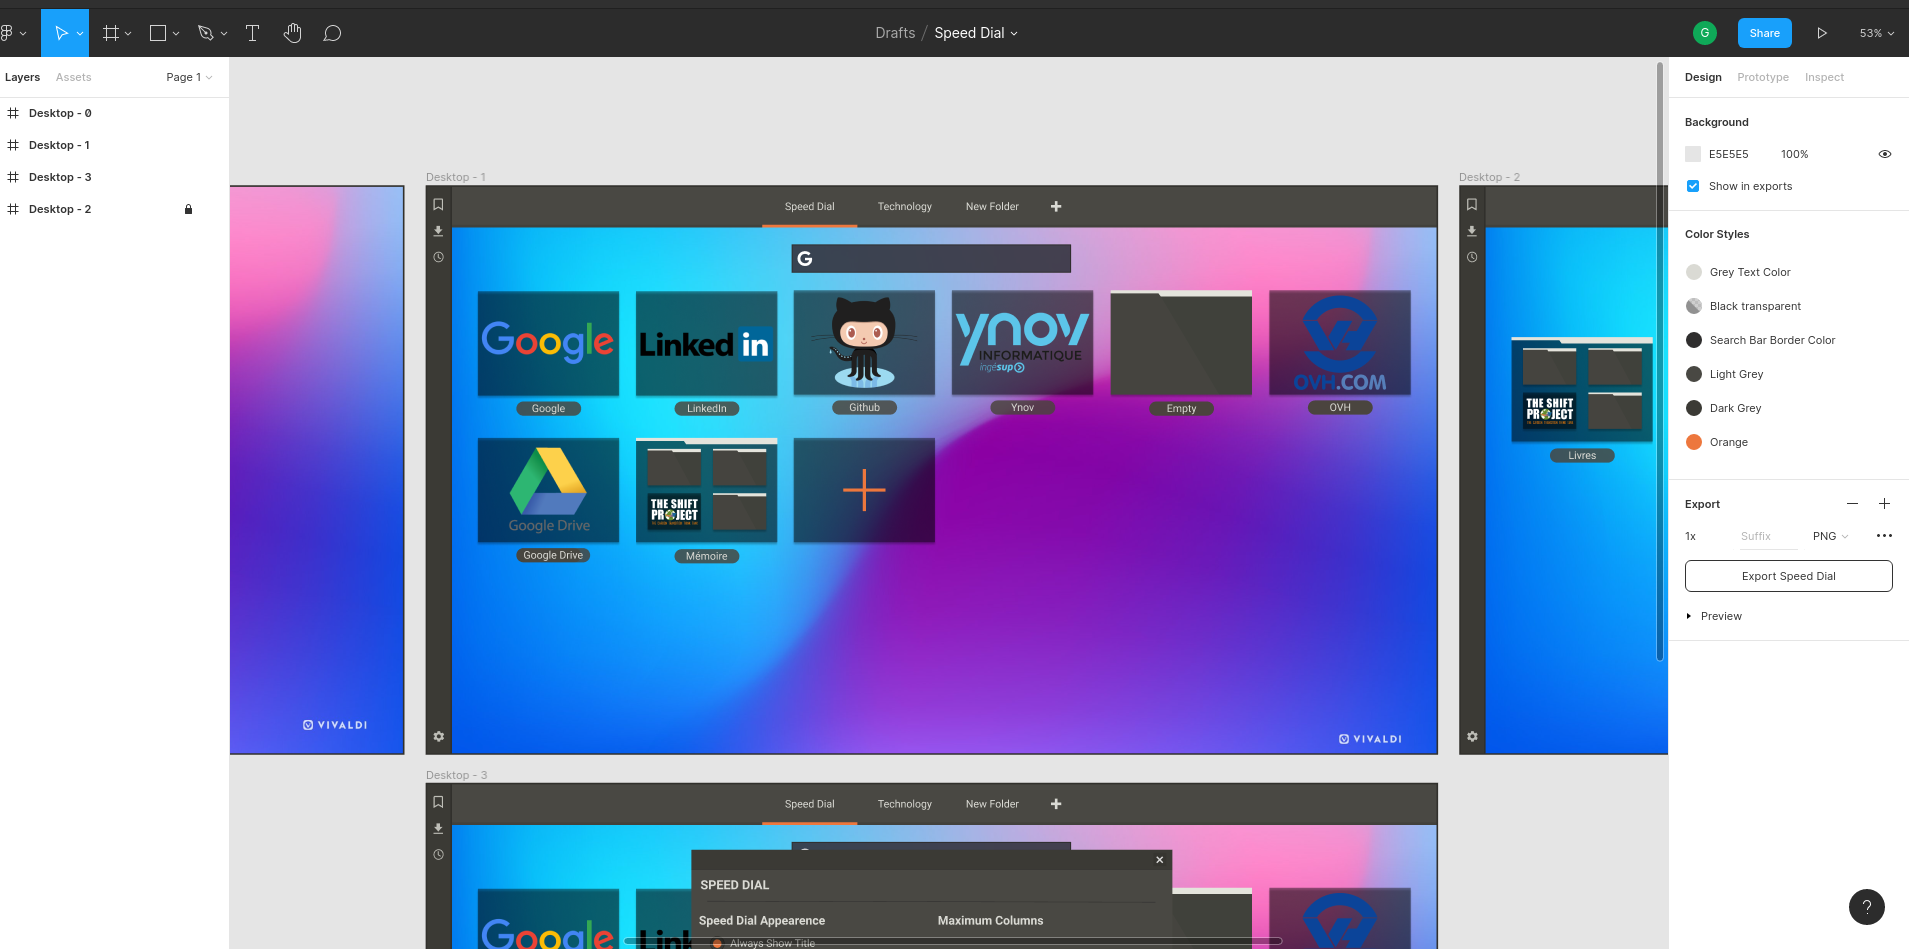 Drafts / Speed Dial
G
Share
53%
Layers
Assets
Page 1
Desktop - 0
Desktop - 1
Desktop - 3
Desktop - 2
VIVALDI
Desktop - 1
Speed Dial
Technology
New Folder
G
Google
Linked in
ynov
INFORMATIQUE
ingésup
OVH.COM
Google
LinkedIn
Github
Ynov
Empty
OVH
Google Drive
THE SHIFT
PROJECT
Google Drive
Mémoire
VIVALDI
Desktop - 2
THE SHIFT
PROJECT
Livres
Desktop - 3
Speed Dial
Technology
New Folder
SPEED DIAL
Speed Dial Appearence
Maximum Columns
Always Show Title
Google
Link
Design
Prototype
Inspect
Background
E5E5E5
100%
Show in exports
Color Styles
Grey Text Color
Black transparent
Search Bar Border Color
Light Grey
Dark Grey
Orange
Export
1x
Suffix
PNG
Export Speed Dial
Preview
?